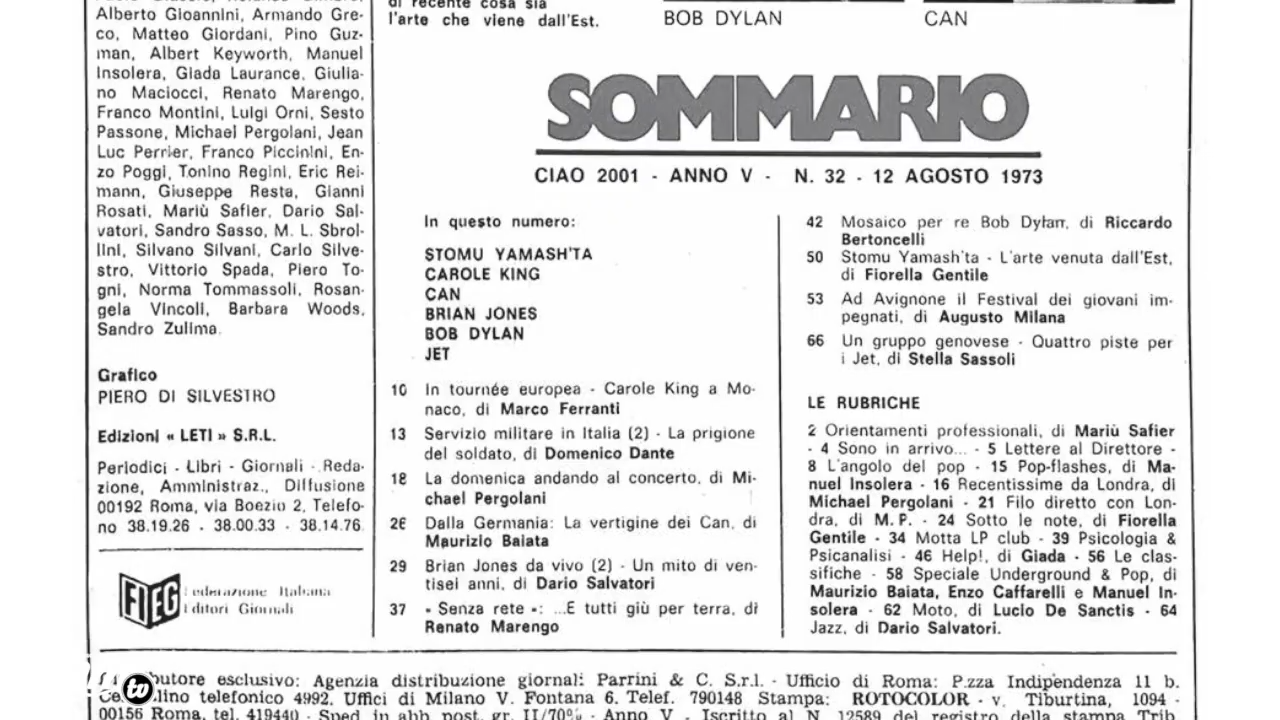 Alberto Gioannini, Armando Gre-
co, Matteo Giordani, Pino Guz-
man, Albert Keyworth, Manuel
Insolera, Giada Laurance, Giulia-
no Maciocci, Renato Marengo,
Franco Montini, Luigi Orni, Sesto
Passone, Michael Pergolani, Jean
Luc Perrier, Franco Piccinini, En-
zo Poggi, Tonino Regini, Eric Rei-
mann, Giuseppe Resta, Gianni
Rosati, Mariù Safier, Dario Sal-
vatori, Sandro Sasso, M. L. Sbrol-
lini, Silvano Silvani, Carlo Silve-
stro, Vittorio Spada, Piero To-
gni, Norma Tommassoli, Rosan-
gela Vincoli, Barbara Woods,
Sandro Zulima.
Grafico
PIERO DI SILVESTRO
Edizioni « LETI » S.R.L.
Periodici - Libri - Giornali - Reda-
zione, Amministraz., Diffusione
00192 Roma, via Boezio 2, Telefo-
no 38.19.26 - 38.00.33 - 38.14.76
FIEG
Federazione Italiana
Editori Giornali
di recente cosa sia
l'arte che viene dall'Est.
BOB DYLAN
CAN
SOMMARIO
CIAO 2001 - ANNO V - N. 32 - 12 AGOSTO 1973
In questo numero:
STOMU YAMASH'TA
CAROLE KING
CAN
BRIAN JONES
BOB DYLAN
JET
10 In tournée europea - Carole King a Mo-
naco, di Marco Ferranti
13 Servizio militare in Italia (2) - La prigione
del soldato, di Domenico Dante
18 La domenica andando al concerto, di Mi-
chael Pergolani
26 Dalla Germania: La vertigine dei Can, di
Maurizio Baiata
29 Brian Jones da vivo (2) - Un mito di ven-
tisei anni, di Dario Salvatori
37 « Senza rete »: ...E tutti giù per terra, di
Renato Marengo
42 Mosaico per re Bob Dylan, di Riccardo
Bertoncelli
50 Stomu Yamash'ta - L'arte venuta dall'Est,
di Fiorella Gentile
53 Ad Avignone il Festival dei giovani im-
pegnati, di Augusto Milana
66 Un gruppo genovese - Quattro piste per
i Jet, di Stella Sassoli
LE RUBRICHE
2 Orientamenti professionali, di Mariù Safier
- 4 Sono in arrivo... - 5 Lettere al Direttore -
8 L'angolo del pop - 15 Pop-flashes, di Ma-
nuel Insolera - 16 Recentissime da Londra, di
Michael Pergolani - 21 Filo diretto con Lon-
dra, di M. P. - 24 Sotto le note, di Fiorella
Gentile - 34 Motta LP club - 39 Psicologia &
Psicanalisi - 46 Help!, di Giada - 56 Le clas-
sifiche - 58 Speciale Underground & Pop, di
Maurizio Baiata, Enzo Caffarelli e Manuel In-
solera - 62 Moto, di Lucio De Sanctis - 64
Jazz, di Dario Salvatori.
butore esclusivo: Agenzia distribuzione giornali Parrini & C. S.r.l. - Ufficio di Roma: P.zza Indipendenza 11 b.
lino telefonico 4992. Uffici di Milano V. Fontana 6. Telef. 790148 Stampa: ROTOCOLOR - v. Tiburtina, 1094 -
00156 Roma, tel. 419440 - Sped. in abb. post. gr. II/70% - Anno V - Iscritto al N. 12589 del registro della stampa Trib.
tv